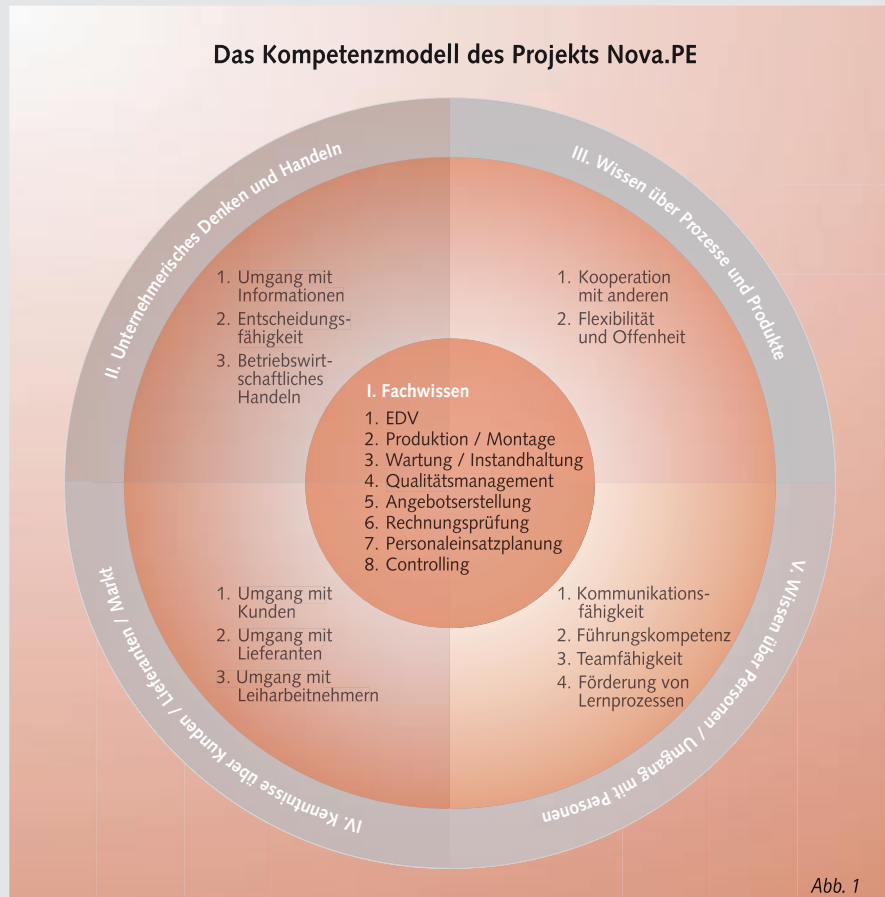 Das Kompetenzmodell des Projekts Nova.PE
II. Unternehmerisches Denken und Handeln
1. Umgang mit
Informationen
2. Entscheidungs-
fähigkeit
3. Betriebswirt-
schaftliches
Handeln
III. Wissen über Prozesse und Produkte
1. Kooperation
mit anderen
2. Flexibilität
und Offenheit
I. Fachwissen
1. EDV
2. Produktion / Montage
3. Wartung / Instandhaltung
4. Qualitätsmanagement
5. Angebotserstellung
6. Rechnungsprüfung
7. Personaleinsatzplanung
8. Controlling
IV. Kenntnisse über Kunden / Lieferanten / Markt
1. Umgang mit
Kunden
2. Umgang mit
Lieferanten
3. Umgang mit
Leiharbeitnehmern
V. Wissen über Personen / Umgang mit Personen
1. Kommunikations-
fähigkeit
2. Führungskompetenz
3. Teamfähigkeit
4. Förderung von
Lernprozessen
Abb. 1